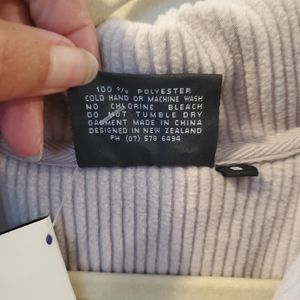 100 % POLYESTER
COLD HAND OR MACHINE WASH
NO CHLORINE BLEACH
DO NOT TUMBLE DRY
GARMENT MADE IN CHINA
DESIGNED IN NEW ZEALAND
PH (07) 578 6494